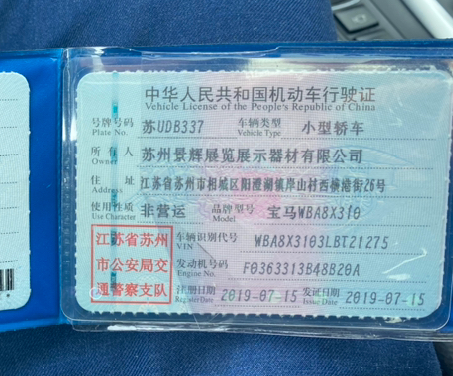 中华人民共和国机动车行驶证
Vehicle License of the People's Republic of China
号牌号码 苏UDB337 车辆类型 小型轿车
Plate No. Vehicle Type
所有人 苏州景辉展览展示器材有限公司
Owner
住址 江苏省苏州市相城区阳澄湖镇岸山村西横港街26号
Address
使用性质 非营运 品牌型号 宝马WBA8X310
Use Character Model
江苏省苏州
市公安局交
通警察支队
车辆识别代号 WBA8X3103LBT21275
VIN
发动机号码 F0363313B48B20A
Engine No.
注册日期 2019-07-15 发证日期 2019-07-15
Register Date Issue Date